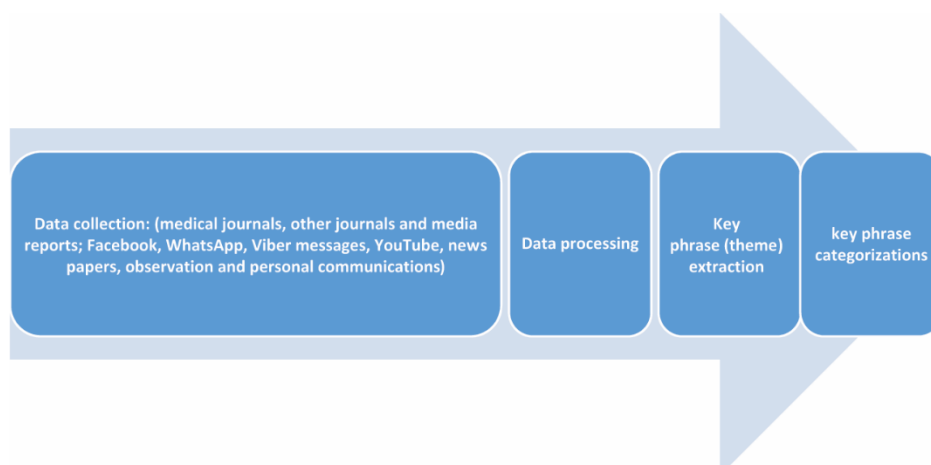 Data collection: (medical journals, other journals and media
reports; Facebook, WhatsApp, Viber messages, YouTube, news
papers, observation and personal communications)
Data processing
Key
phrase (theme)
extraction
key phrase
categorizations